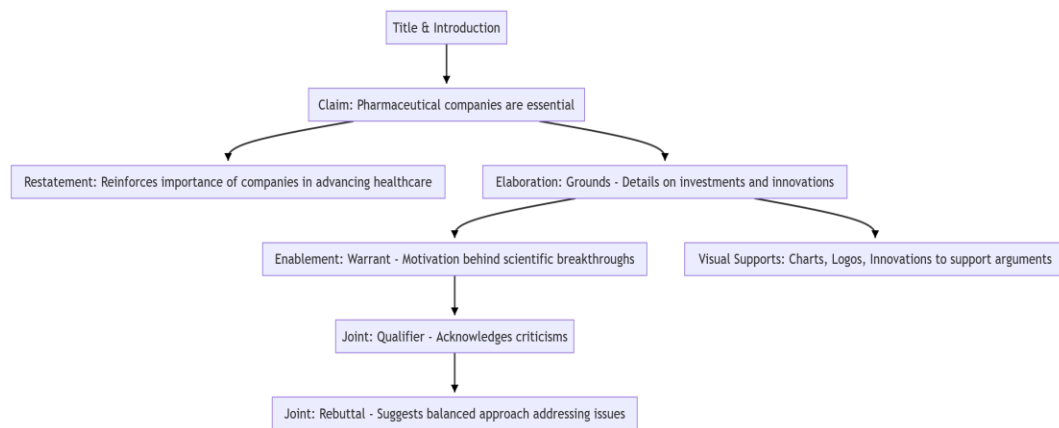 Title & Introduction
Claim: Pharmaceutical companies are essential
Restatement: Reinforces importance of companies in advancing healthcare
Elaboration: Grounds - Details on investments and innovations
Enablement: Warrant - Motivation behind scientific breakthroughs
Visual Supports: Charts, Logos, Innovations to support arguments
Joint: Qualifier - Acknowledges criticisms
Joint: Rebuttal - Suggests balanced approach addressing issues